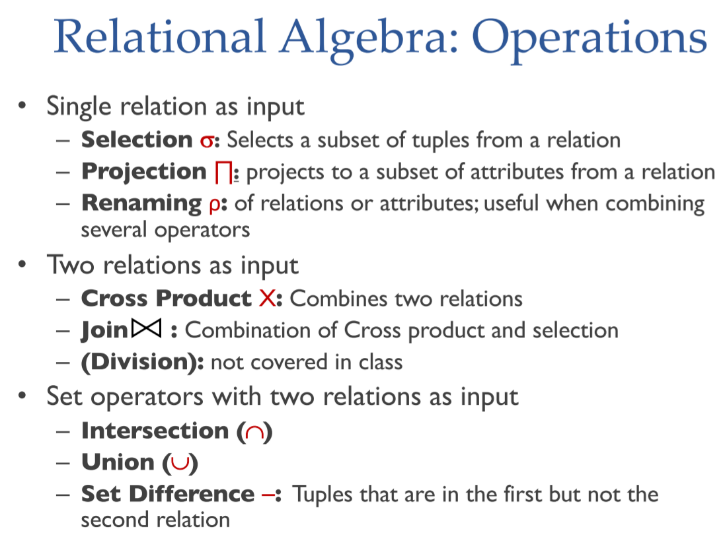 Relational Algebra: Operations
• Single relation as input
– Selection σ: Selects a subset of tuples from a relation
– Projection ∏: projects to a subset of attributes from a relation
– Renaming ρ: of relations or attributes; useful when combining
several operators
• Two relations as input
– Cross Product X: Combines two relations
– Join⋈ : Combination of Cross product and selection
– (Division): not covered in class
• Set operators with two relations as input
– Intersection (∩)
– Union (∪)
– Set Difference –: Tuples that are in the first but not the
second relation